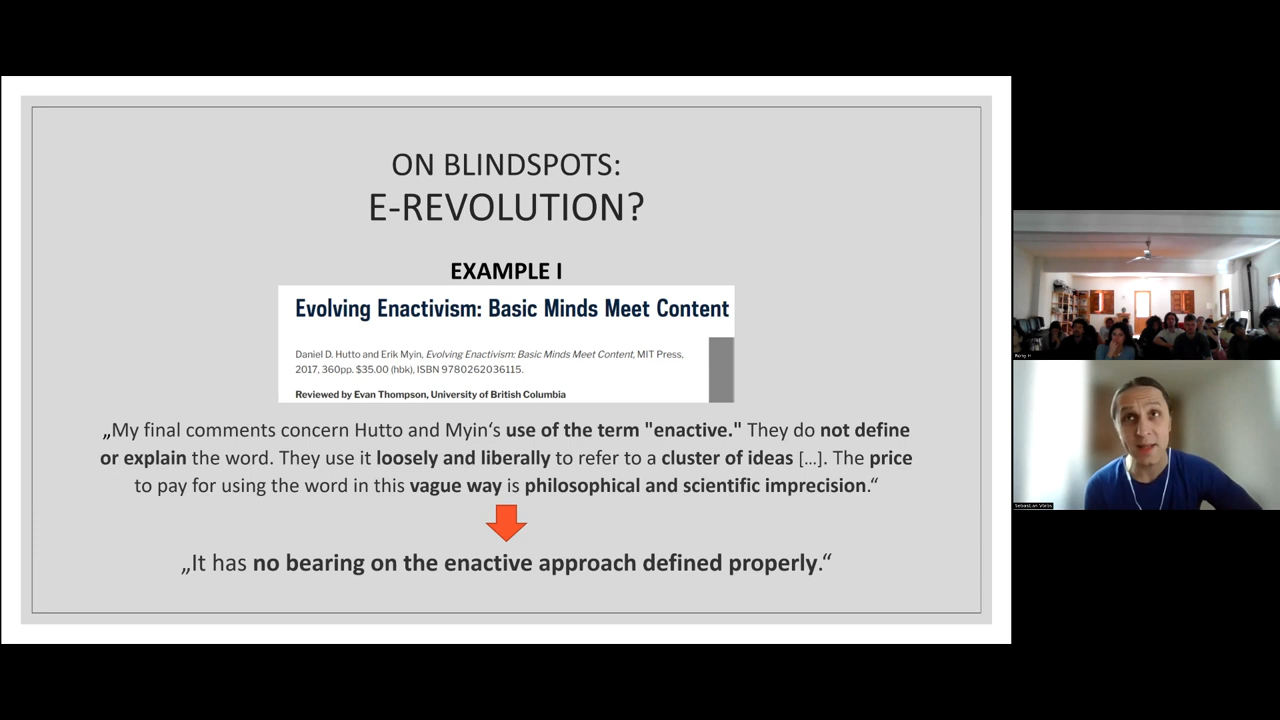 ON BLINDSPOTS:
E-REVOLUTION?
EXAMPLE I
Evolving Enactivism: Basic Minds Meet Content
Daniel D. Hutto and Erik Myin, Evolving Enactivism: Basic Minds Meet Content, MIT Press,
2017, 360pp. $35.00 (hbk), ISBN 9780262036115.
Reviewed by Evan Thompson, University of British Columbia
„My final comments concern Hutto and Myin‘s use of the term "enactive." They do not define
or explain the word. They use it loosely and liberally to refer to a cluster of ideas [...]. The price
to pay for using the word in this vague way is philosophical and scientific imprecision.“
„It has no bearing on the enactive approach defined properly.“